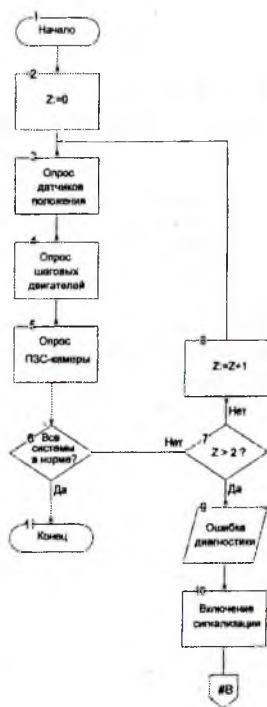 1
Начало
2
Z:=0
3
Опрос
датчиков
положения
4
Опрос
шаговых
двигателей
5
Опрос
ПЗС-камеры
6
Все
системы
в норме?
Нет
Да
11
Конец
8
Z:=Z+1
Нет
7
Z > 2 ?
Да
9
Ошибка
диагностики
10
Включение
сигнализации
#B